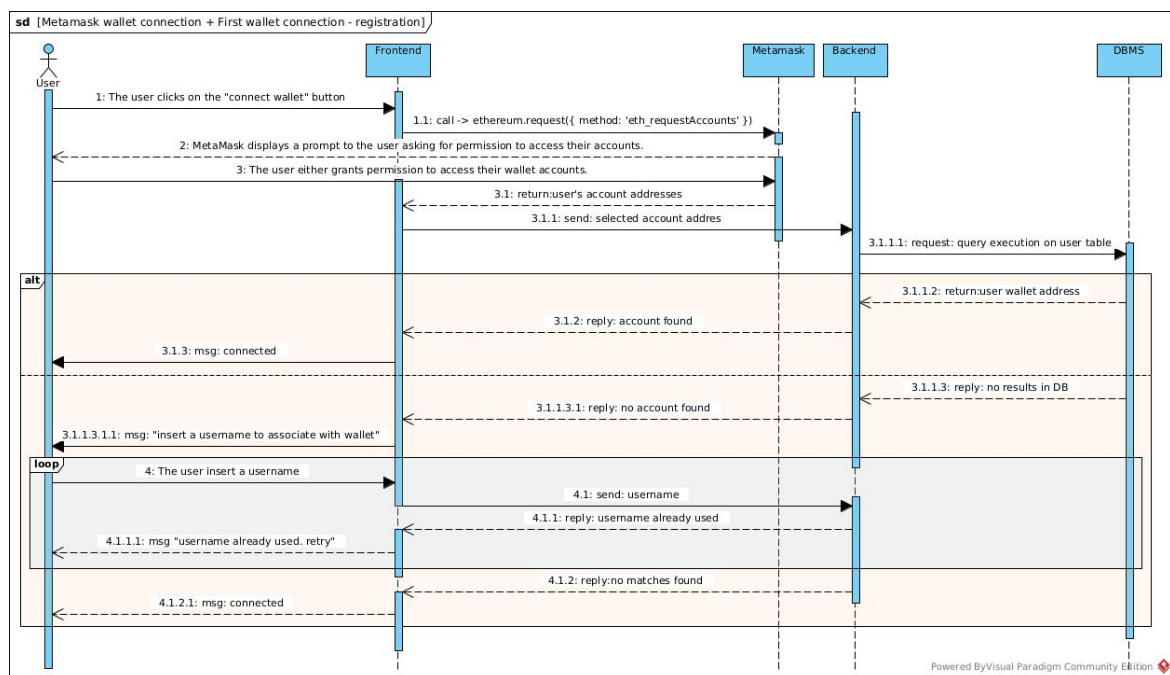 sd [Metamask wallet connection + First wallet connection - registration]
User
Frontend
Metamask
Backend
DBMS
1: The user clicks on the "connect wallet" button
1.1: call -> ethereum.request({ method: 'eth_requestAccounts' })
2: MetaMask displays a prompt to the user asking for permission to access their accounts.
3: The user either grants permission to access their wallet accounts.
3.1: return:user's account addresses
3.1.1: send: selected account addres
3.1.1.1: request: query execution on user table
alt
3.1.1.2: return:user wallet address
3.1.2: reply: account found
3.1.3: msg: connected
3.1.1.3: reply: no results in DB
3.1.1.3.1: reply: no account found
3.1.1.3.1.1: msg: "insert a username to associate with wallet"
loop
4: The user insert a username
4.1: send: username
4.1.1: reply: username already used
4.1.1.1: msg "username already used. retry"
4.1.2: reply:no matches found
4.1.2.1: msg: connected
Powered ByVisual Paradigm Community Edition